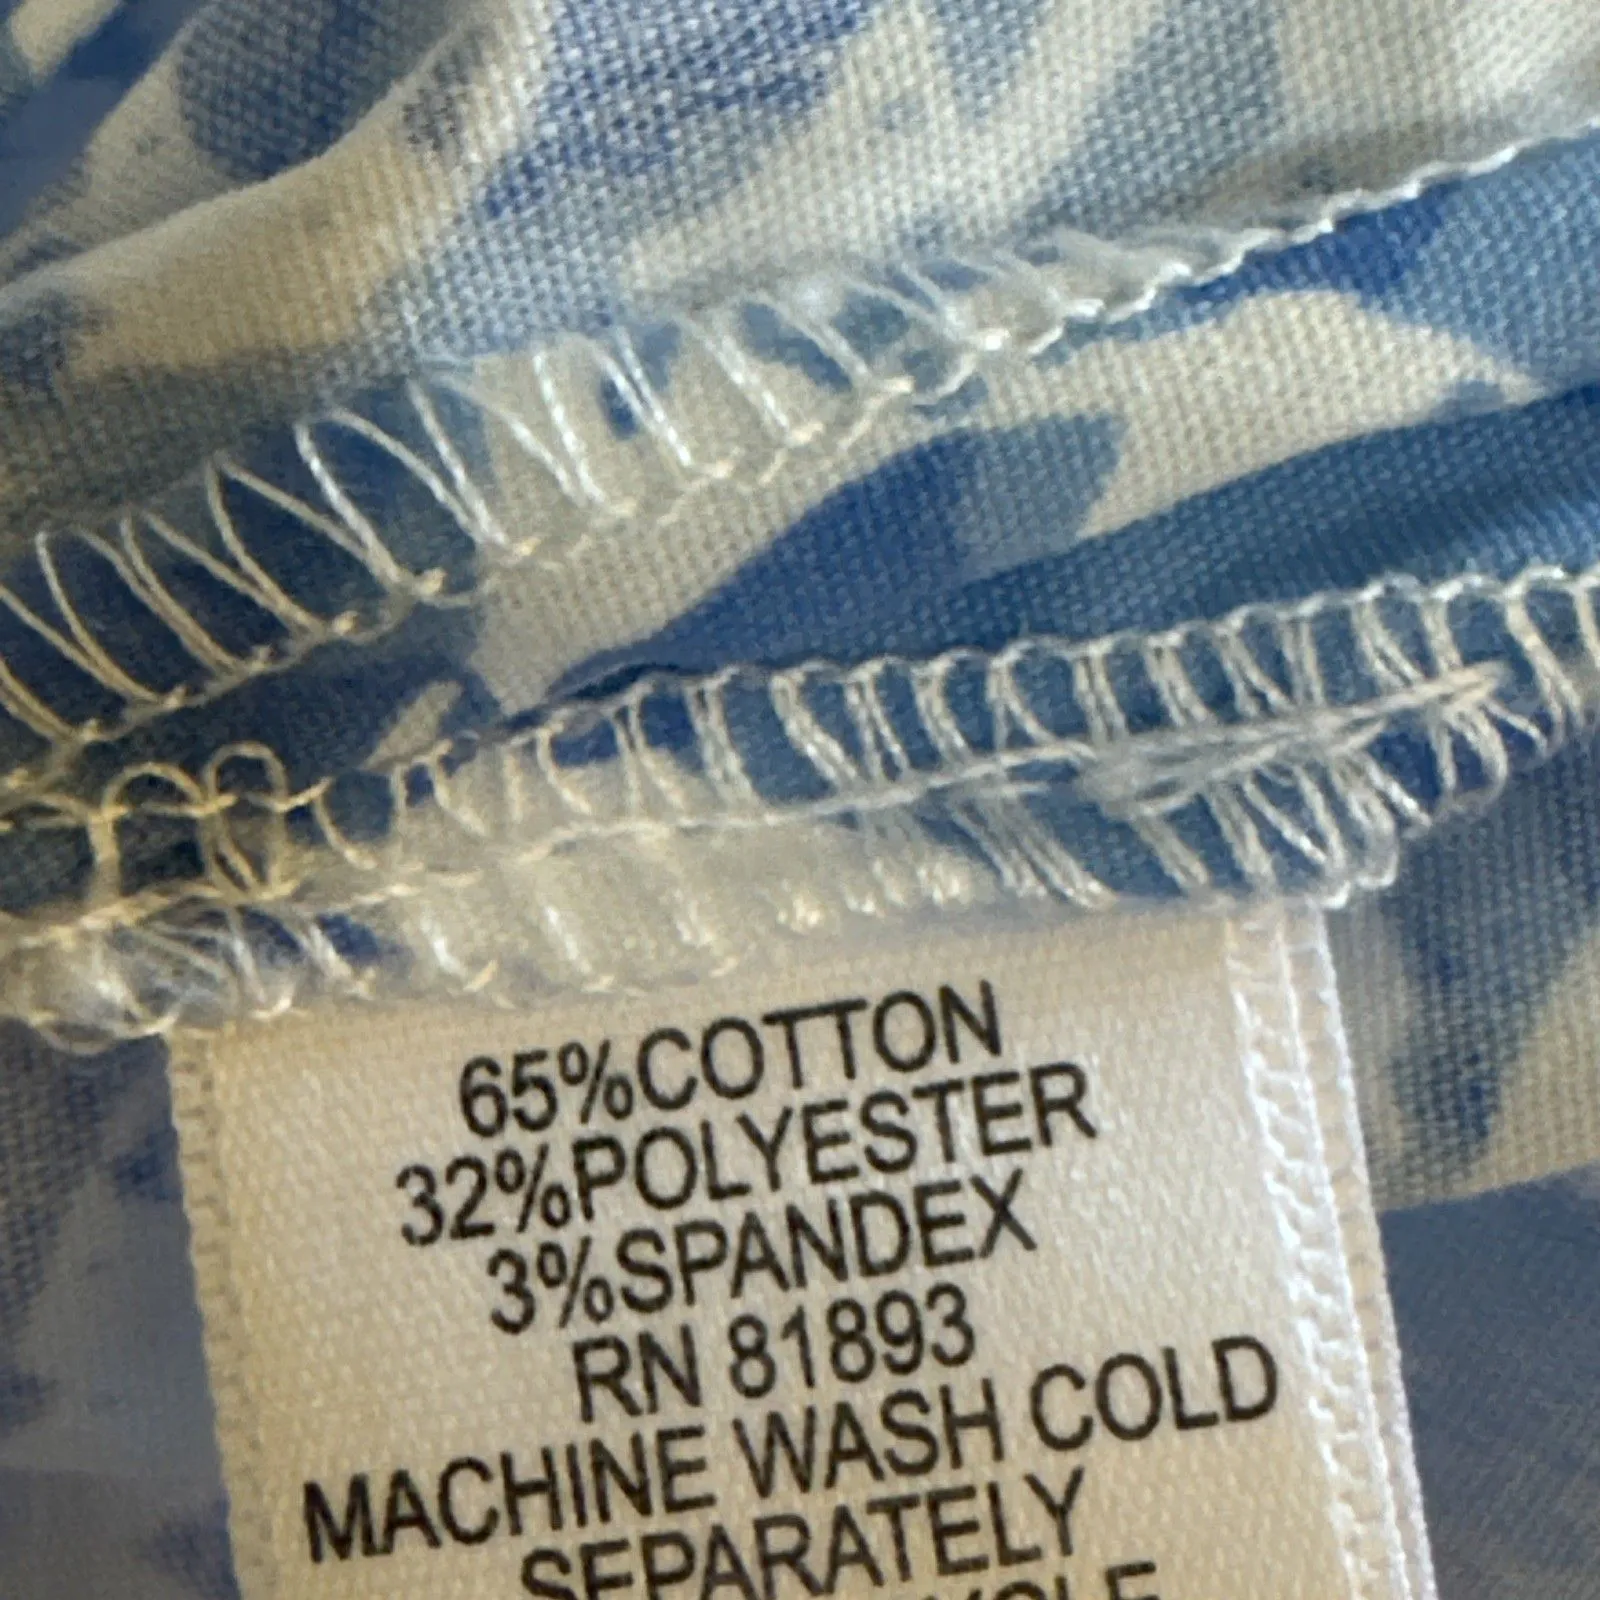 65%COTTON
32%POLYESTER
3%SPANDEX
RN 81893
MACHINE WASH COLD
SEPARATELY